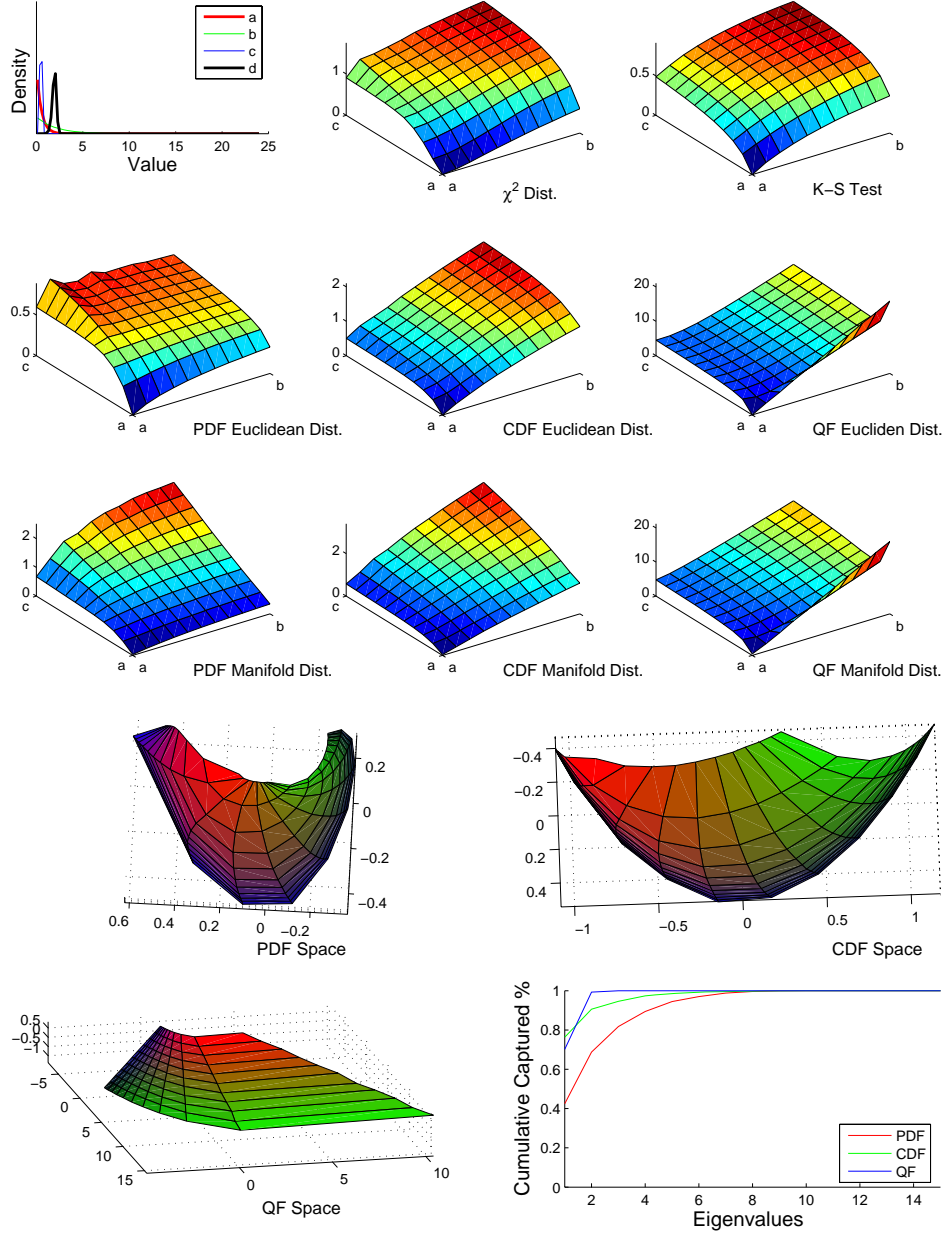 Density
a
b
c
d
0 5 10 15 20 25
Value
1
0
c
a a
b
χ² Dist.
0.5
0
c
a a
b
K−S Test
0.5
0
c
a a
b
PDF Euclidean Dist.
2
1
0
c
a a
b
CDF Euclidean Dist.
20
10
0
c
a a
b
QF Eucliden Dist.
2
1
0
c
a a
b
PDF Manifold Dist.
2
0
c
a a
b
CDF Manifold Dist.
20
10
0
c
a a
b
QF Manifold Dist.
0.2
0
−0.2
−0.4
0.6 0.4 0.2 0 −0.2
PDF Space
−0.4
−0.2
0
0.2
0.4
−1 −0.5 0 0.5 1
CDF Space
0.5
0
−0.5
−1
−5
0
5
10
15
0 5 10
QF Space
Cumulative Captured %
1
0.8
0.6
0.4
0.2
0
PDF
CDF
QF
2 4 6 8 10 12 14
Eigenvalues